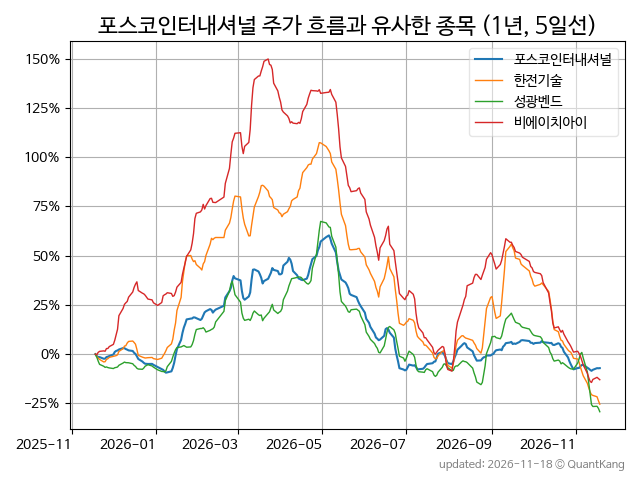 포스코인터내셔널 주가 흐름과 유사한 종목 (1년, 5일선)
150%
125%
100%
75%
50%
25%
0%
−25%
포스코인터내셔널
한전기술
성광벤드
비에이치아이
2025-11
2026-01
2026-03
2026-05
2026-07
2026-09
2026-11
updated: 2026-11-18 © QuantKang